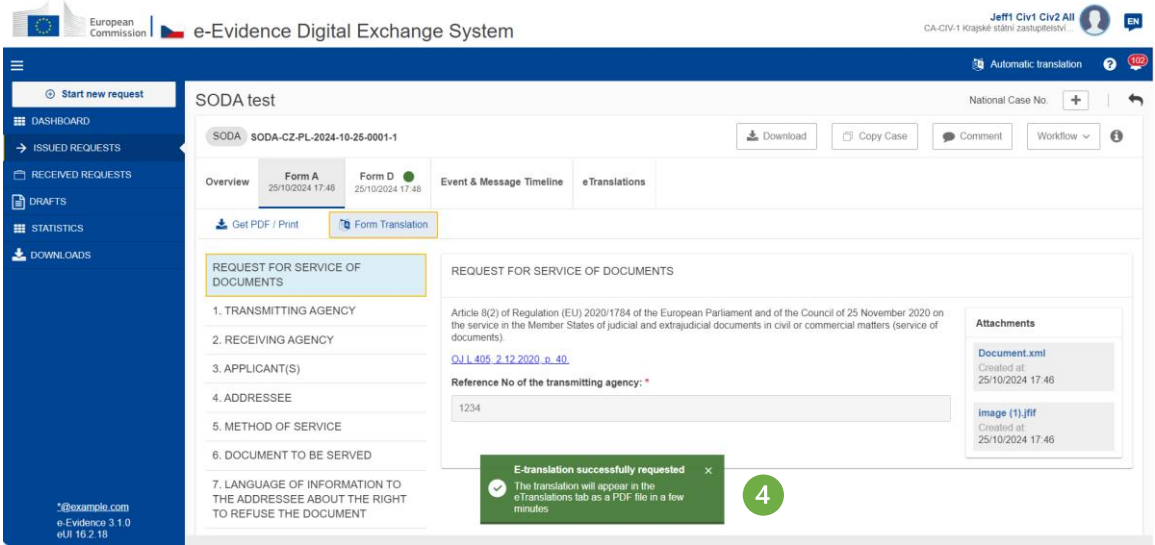 European
Commission
e-Evidence Digital Exchange System
Jeff1 Civ1 Civ2 All
CA-CIV-1 Krajské státní zastupitelství...
EN
Automatic translation
?
102
Start new request
DASHBOARD
ISSUED REQUESTS
RECEIVED REQUESTS
DRAFTS
STATISTICS
DOWNLOADS
*@example.com
e-Evidence 3.1.0
eUI 16.2.18
SODA test
National Case No.
+
SODA SODA-CZ-PL-2024-10-25-0001-1
Download
Copy Case
Comment
Workflow
Overview
Form A
25/10/2024 17:46
Form D
25/10/2024 17:48
Event & Message Timeline
eTranslations
Get PDF / Print
Form Translation
REQUEST FOR SERVICE OF
DOCUMENTS
1. TRANSMITTING AGENCY
2. RECEIVING AGENCY
3. APPLICANT(S)
4. ADDRESSEE
5. METHOD OF SERVICE
6. DOCUMENT TO BE SERVED
7. LANGUAGE OF INFORMATION TO
THE ADDRESSEE ABOUT THE RIGHT
TO REFUSE THE DOCUMENT
REQUEST FOR SERVICE OF DOCUMENTS
Article 8(2) of Regulation (EU) 2020/1784 of the European Parliament and of the Council of 25 November 2020 on
the service in the Member States of judicial and extrajudicial documents in civil or commercial matters (service of
documents).
OJ L 405, 2.12.2020, p. 40.
Reference No of the transmitting agency: *
1234
Attachments
Document.xml
Created at:
25/10/2024 17:46
image (1).jfif
Created at:
25/10/2024 17:46
E-translation successfully requested
The translation will appear in the
eTranslations tab as a PDF file in a few
minutes
4